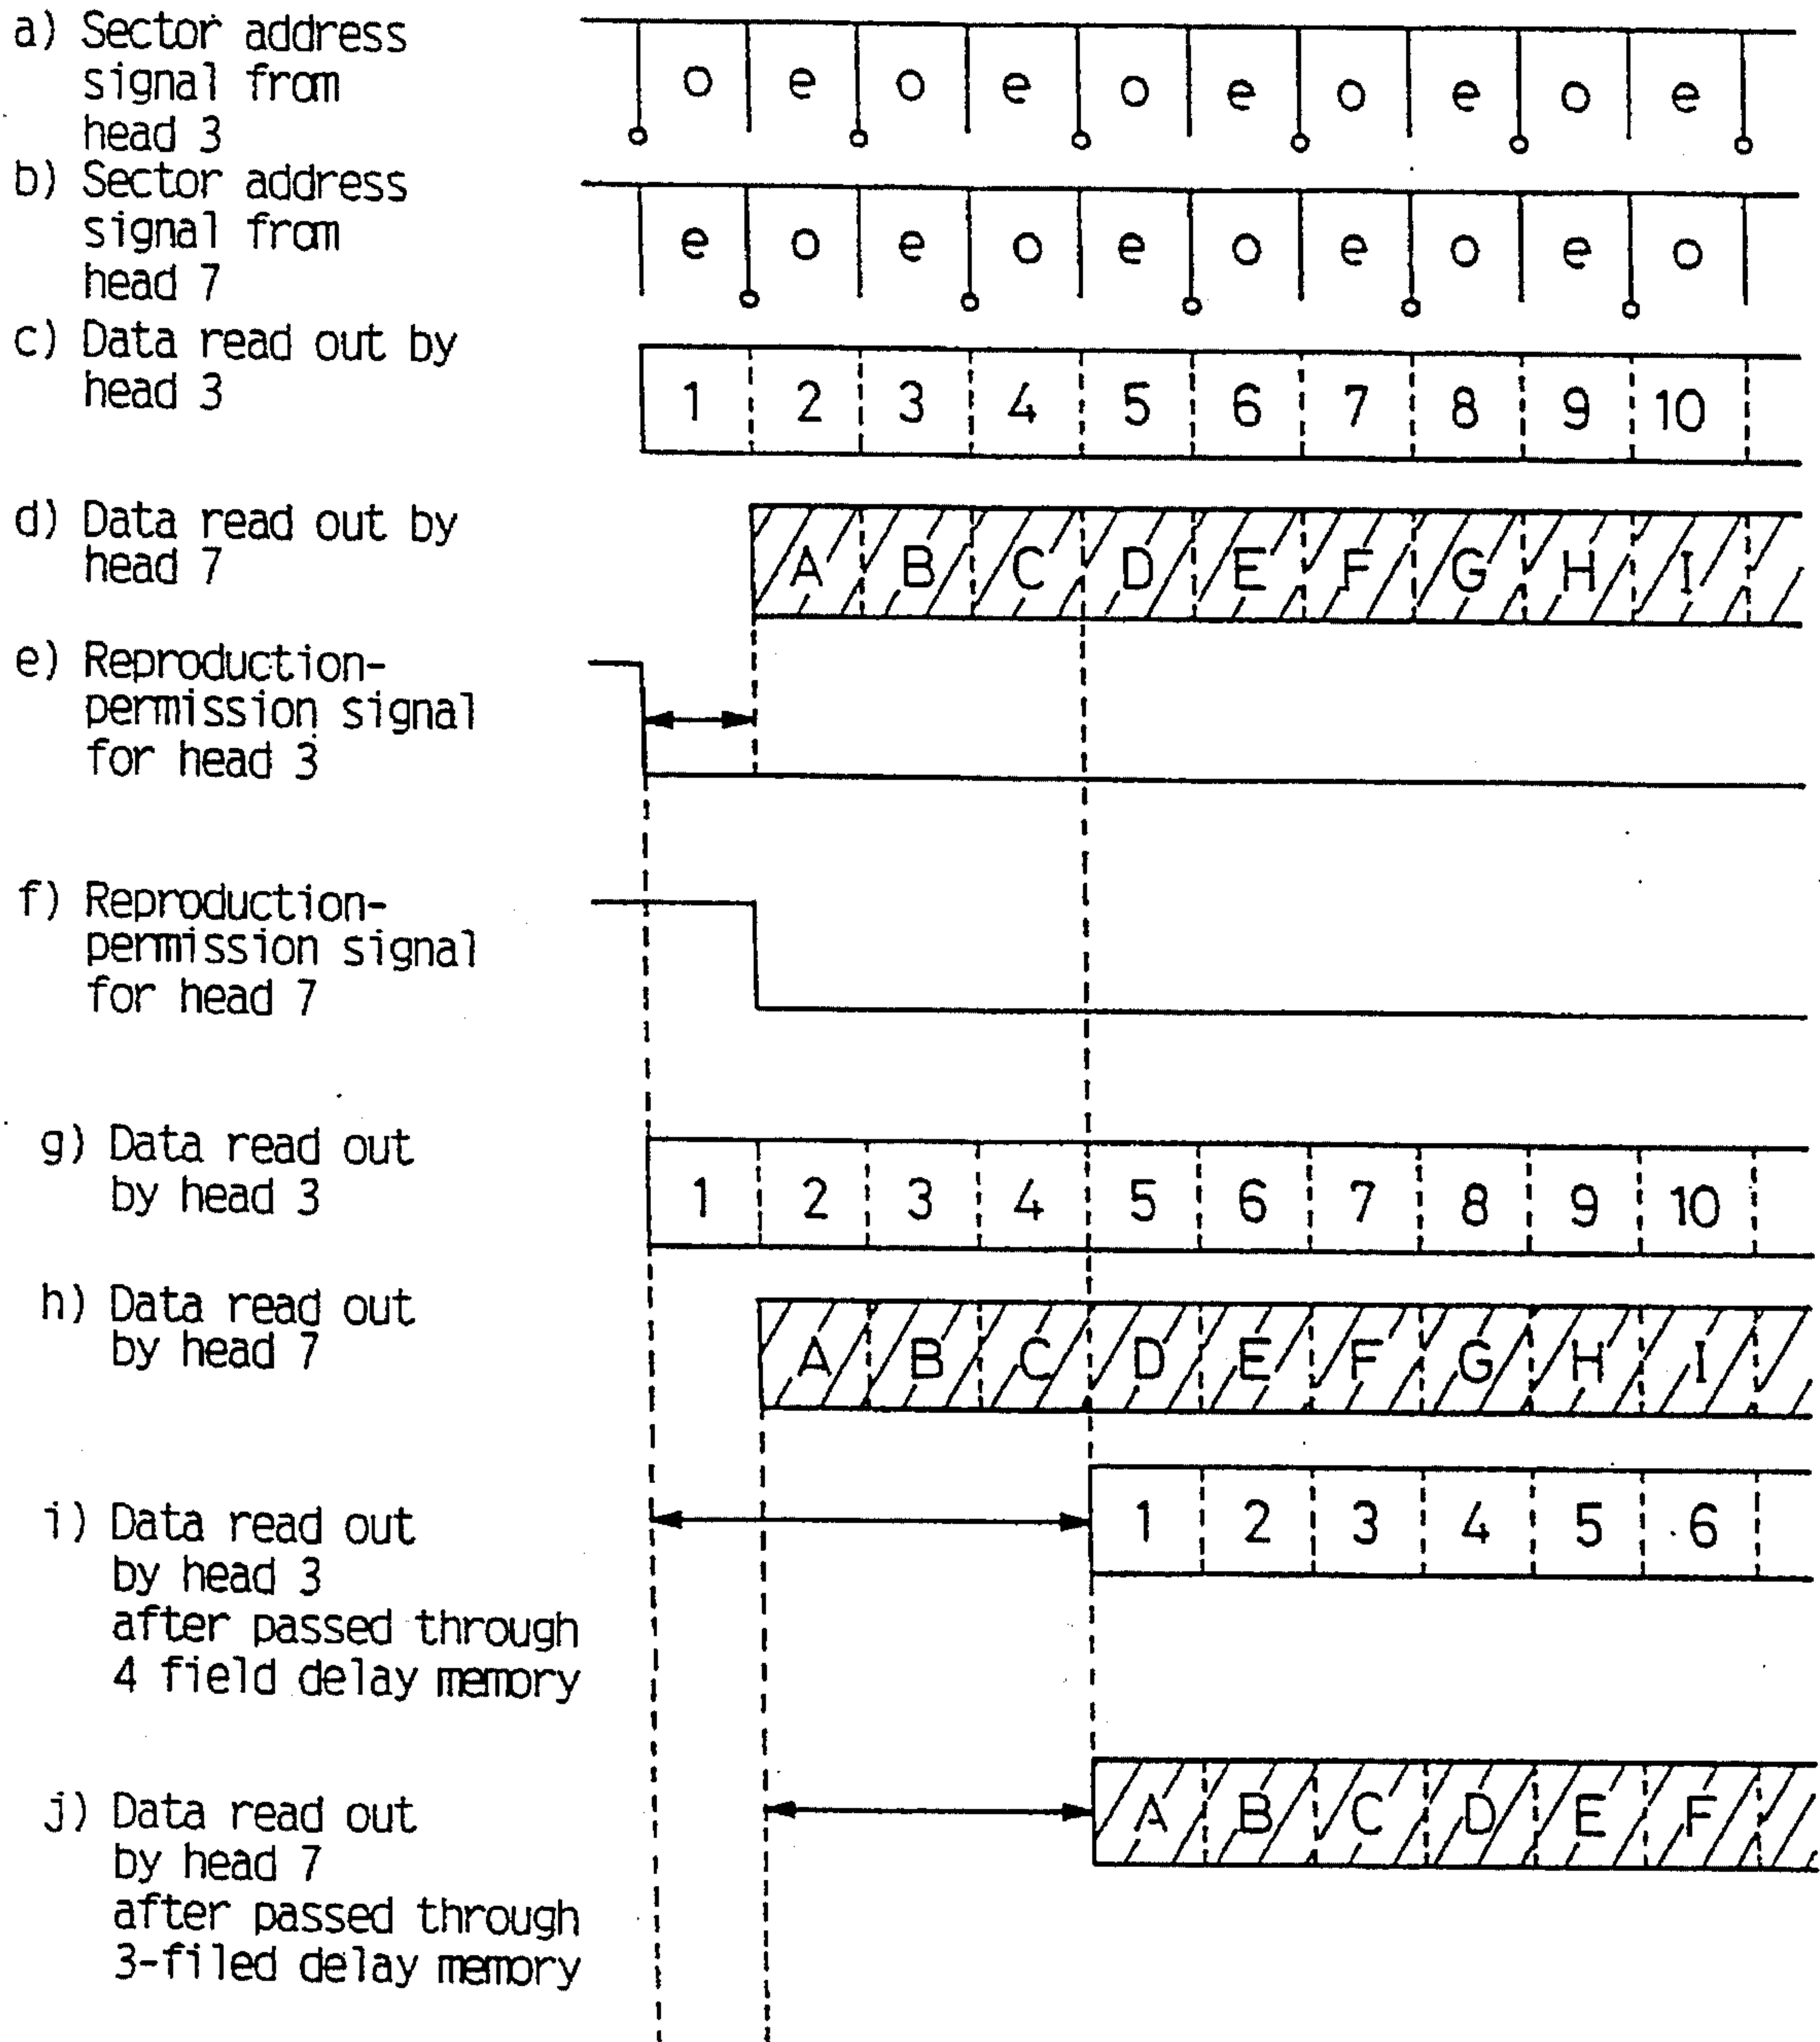 a) Sector address
signal from
head 3
o e o e o e o e o e
b) Sector address
signal from
head 7
e o e o e o e o e o
c) Data read out by
head 3
1 2 3 4 5 6 7 8 9 10
d) Data read out by
head 7
A B C D E F G H I
e) Reproduction-
permission signal
for head 3
f) Reproduction-
permission signal
for head 7
g) Data read out
by head 3
1 2 3 4 5 6 7 8 9 10
h) Data read out
by head 7
A B C D E F G H I
i) Data read out
by head 3
after passed through
4 field delay memory
1 2 3 4 5 6
j) Data read out
by head 7
after passed through
3-filed delay memory
A B C D E F